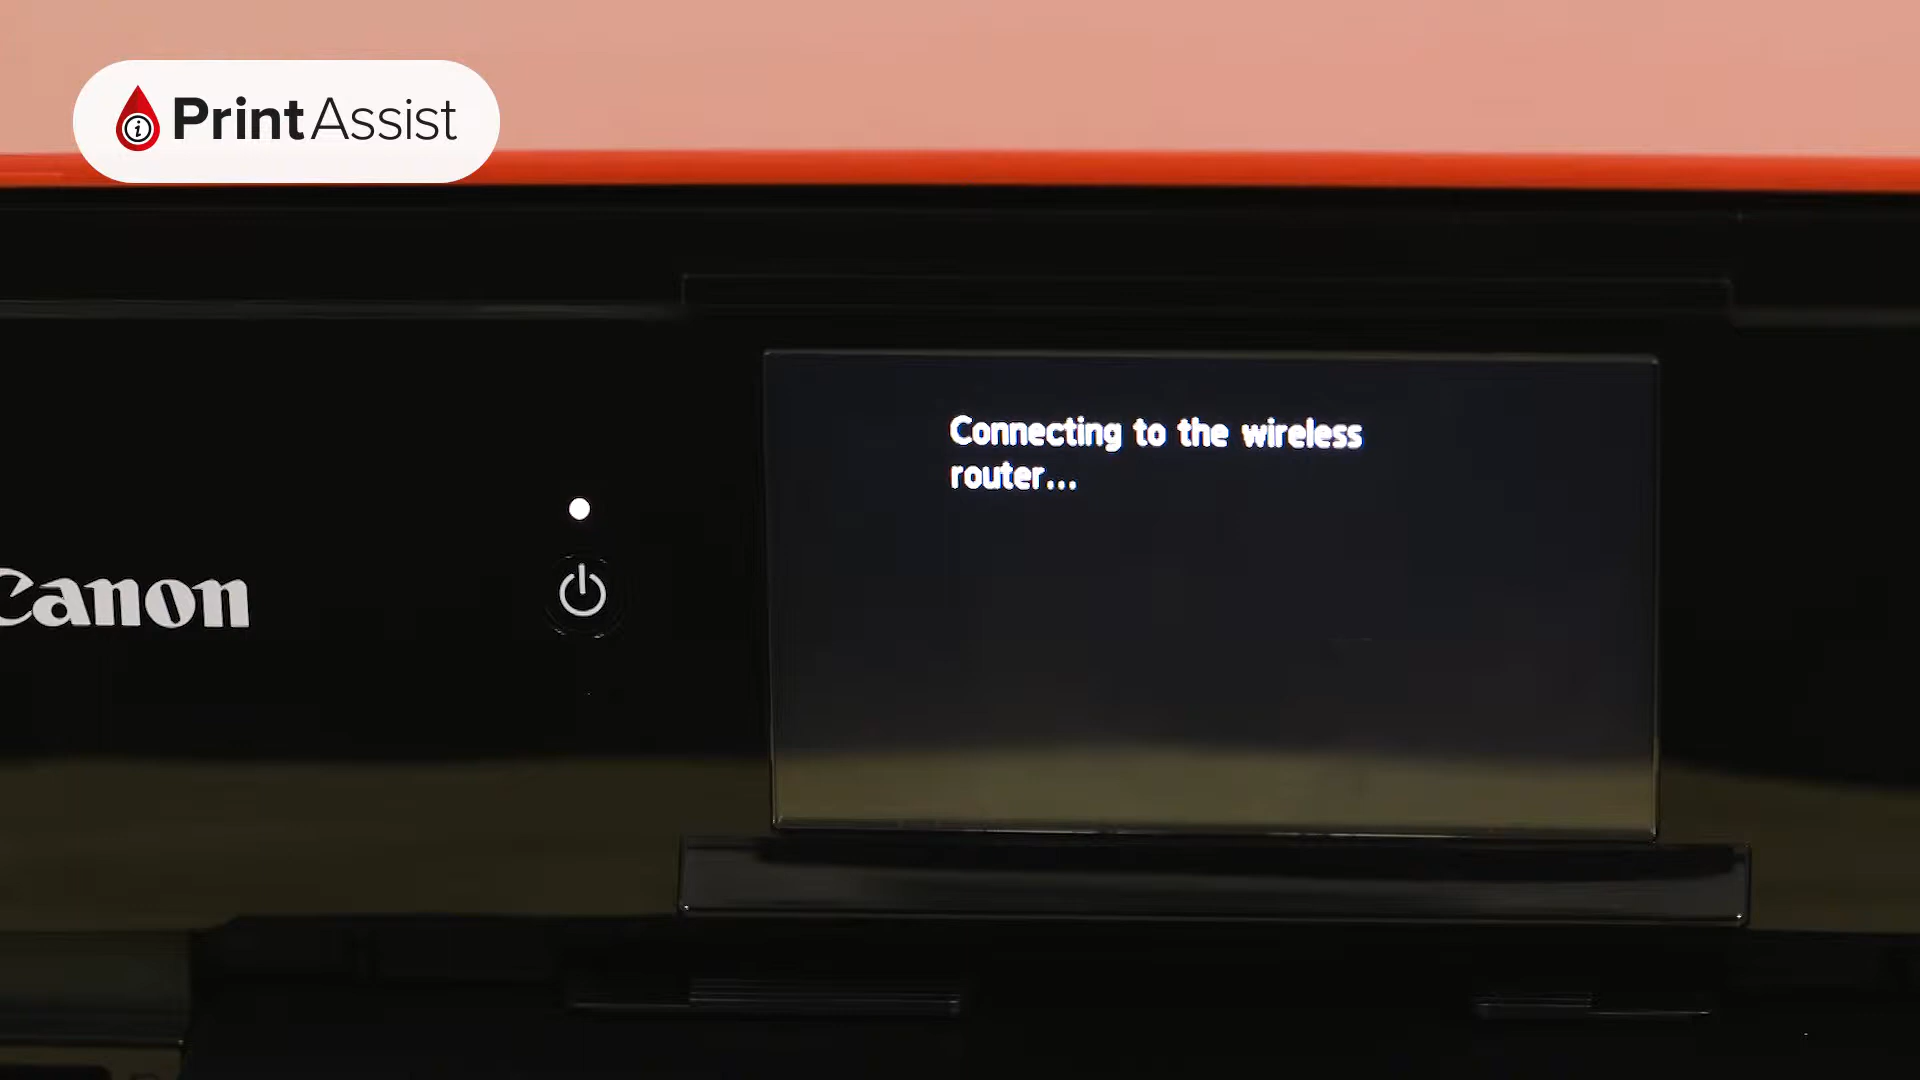 PrintAssist
Connecting to the wireless
router...
Canon